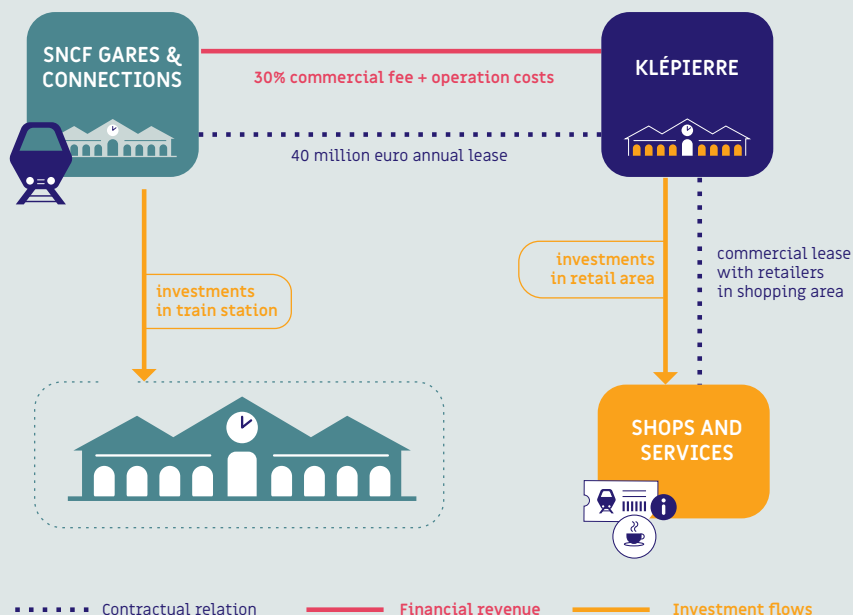 SNCF GARES &
CONNECTIONS
30% commercial fee + operation costs
KLÉPIERRE
40 million euro annual lease
investments
in train station
investments
in retail area
commercial lease
with retailers
in shopping area
SHOPS AND
SERVICES
i
Contractual relation
Financial revenue
Investment flows